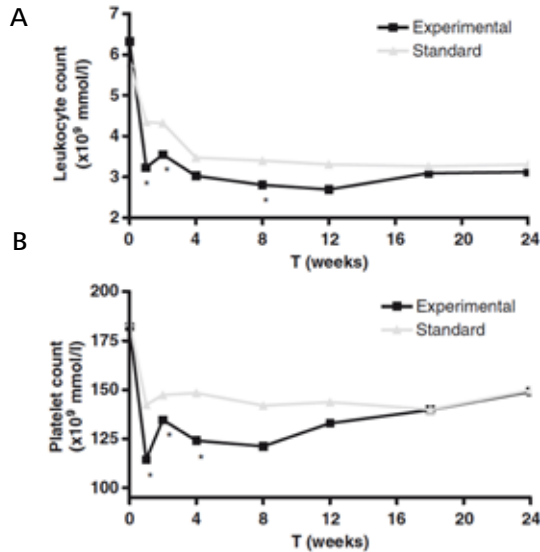 A
7
6
5
4
3
2
Leukocyte count
(x10⁹ mmol/l)
Experimental
Standard
*
*
*
0 4 8 12 16 20 24
T (weeks)
B
200
175
150
125
100
Platelet count
(x10⁹ mmol/l)
Experimental
Standard
*
*
*
0 4 8 12 16 20 24
T (weeks)